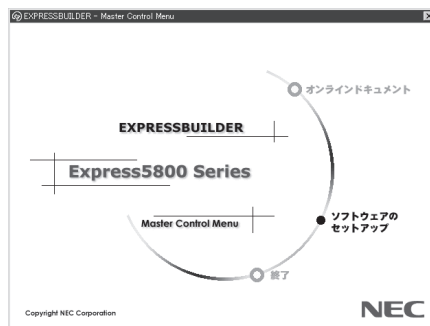 EXPRESSBUILDER - Master Control Menu
オンラインドキュメント
EXPRESSBUILDER
Express5800 Series
Master Control Menu
ソフトウェアの
セットアップ
終了
Copyright NEC Corporation
NEC